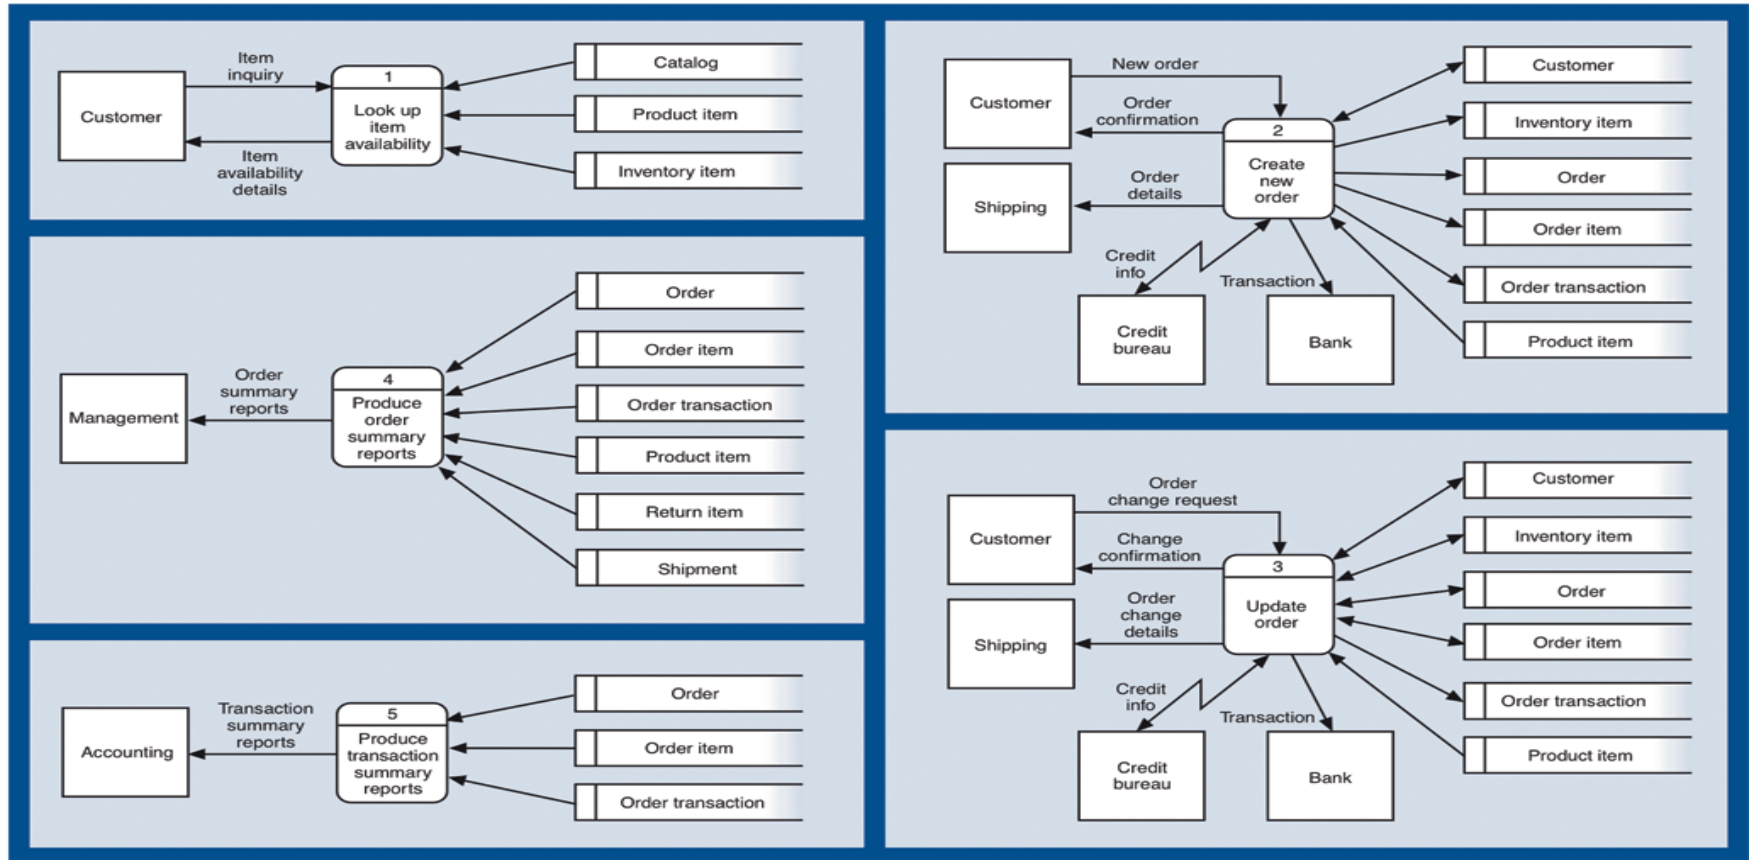 Customer
Item
inquiry
Item
availability
details
1
Look up
item
availability
Catalog
Product item
Inventory item
Management
Order
summary
reports
4
Produce
order
summary
reports
Order
Order item
Order transaction
Product item
Return item
Shipment
Accounting
Transaction
summary
reports
5
Produce
transaction
summary
reports
Order
Order item
Order transaction
Customer
New order
Order
confirmation
Shipping
Order
details
2
Create
new
order
Credit
info
Transaction
Credit
bureau
Bank
Customer
Inventory item
Order
Order item
Order transaction
Product item
Customer
Order
change request
Change
confirmation
Shipping
Order
change
details
3
Update
order
Credit
info
Transaction
Credit
bureau
Bank
Customer
Inventory item
Order
Order item
Order transaction
Product item